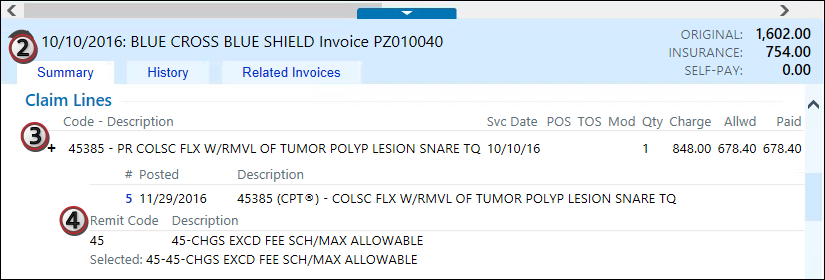 2 10/10/2016: BLUE CROSS BLUE SHIELD Invoice PZ010040
ORIGINAL: 1,602.00
INSURANCE: 754.00
SELF-PAY: 0.00
Summary History Related Invoices
Claim Lines
Code - Description Svc Date POS TOS Mod Qty Charge Allwd Paid
3
+ 45385 - PR COLSC FLX W/RMVL OF TUMOR POLYP LESION SNARE TQ 10/10/16 1 848.00 678.40 678.40
# Posted Description
5 11/29/2016 45385 (CPT®) - COLSC FLX W/RMVL OF TUMOR POLYP LESION SNARE TQ
4
Remit Code Description
45 45-CHGS EXCD FEE SCH/MAX ALLOWABLE
Selected: 45-45-CHGS EXCD FEE SCH/MAX ALLOWABLE